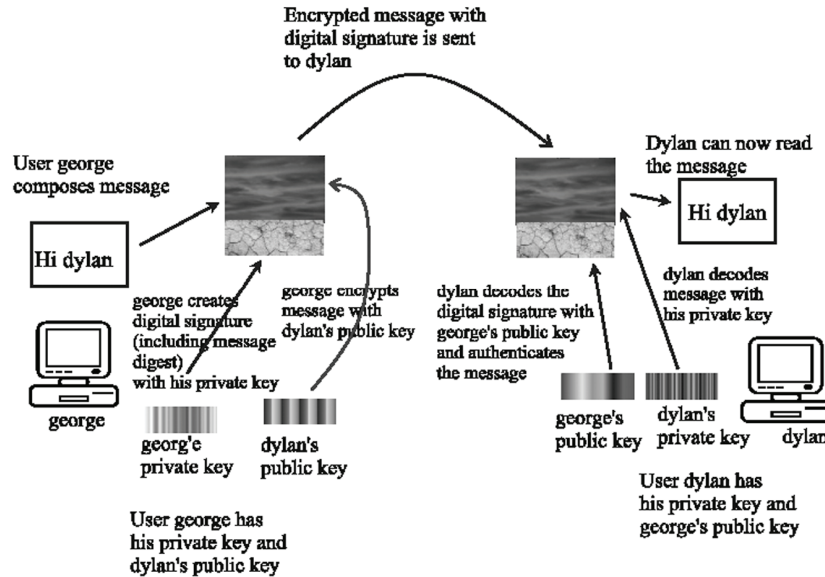 Encrypted message with
digital signature is sent
to dylan
User george
composes message
Hi dylan
george creates
digital signature
(including message
digest)
with his private key
george encrypts
message with
dylan's public key
george
georg'e
private key
dylan's
public key
User george has
his private key and
dylan's public key
Dylan can now read
the message
Hi dylan
dylan decodes the
digital signature with
george's public key
and authenticates
the message
dylan decodes
message with
his private key
george's
public key
dylan's
private key
dylan
User dylan has
his private key and
george's public key